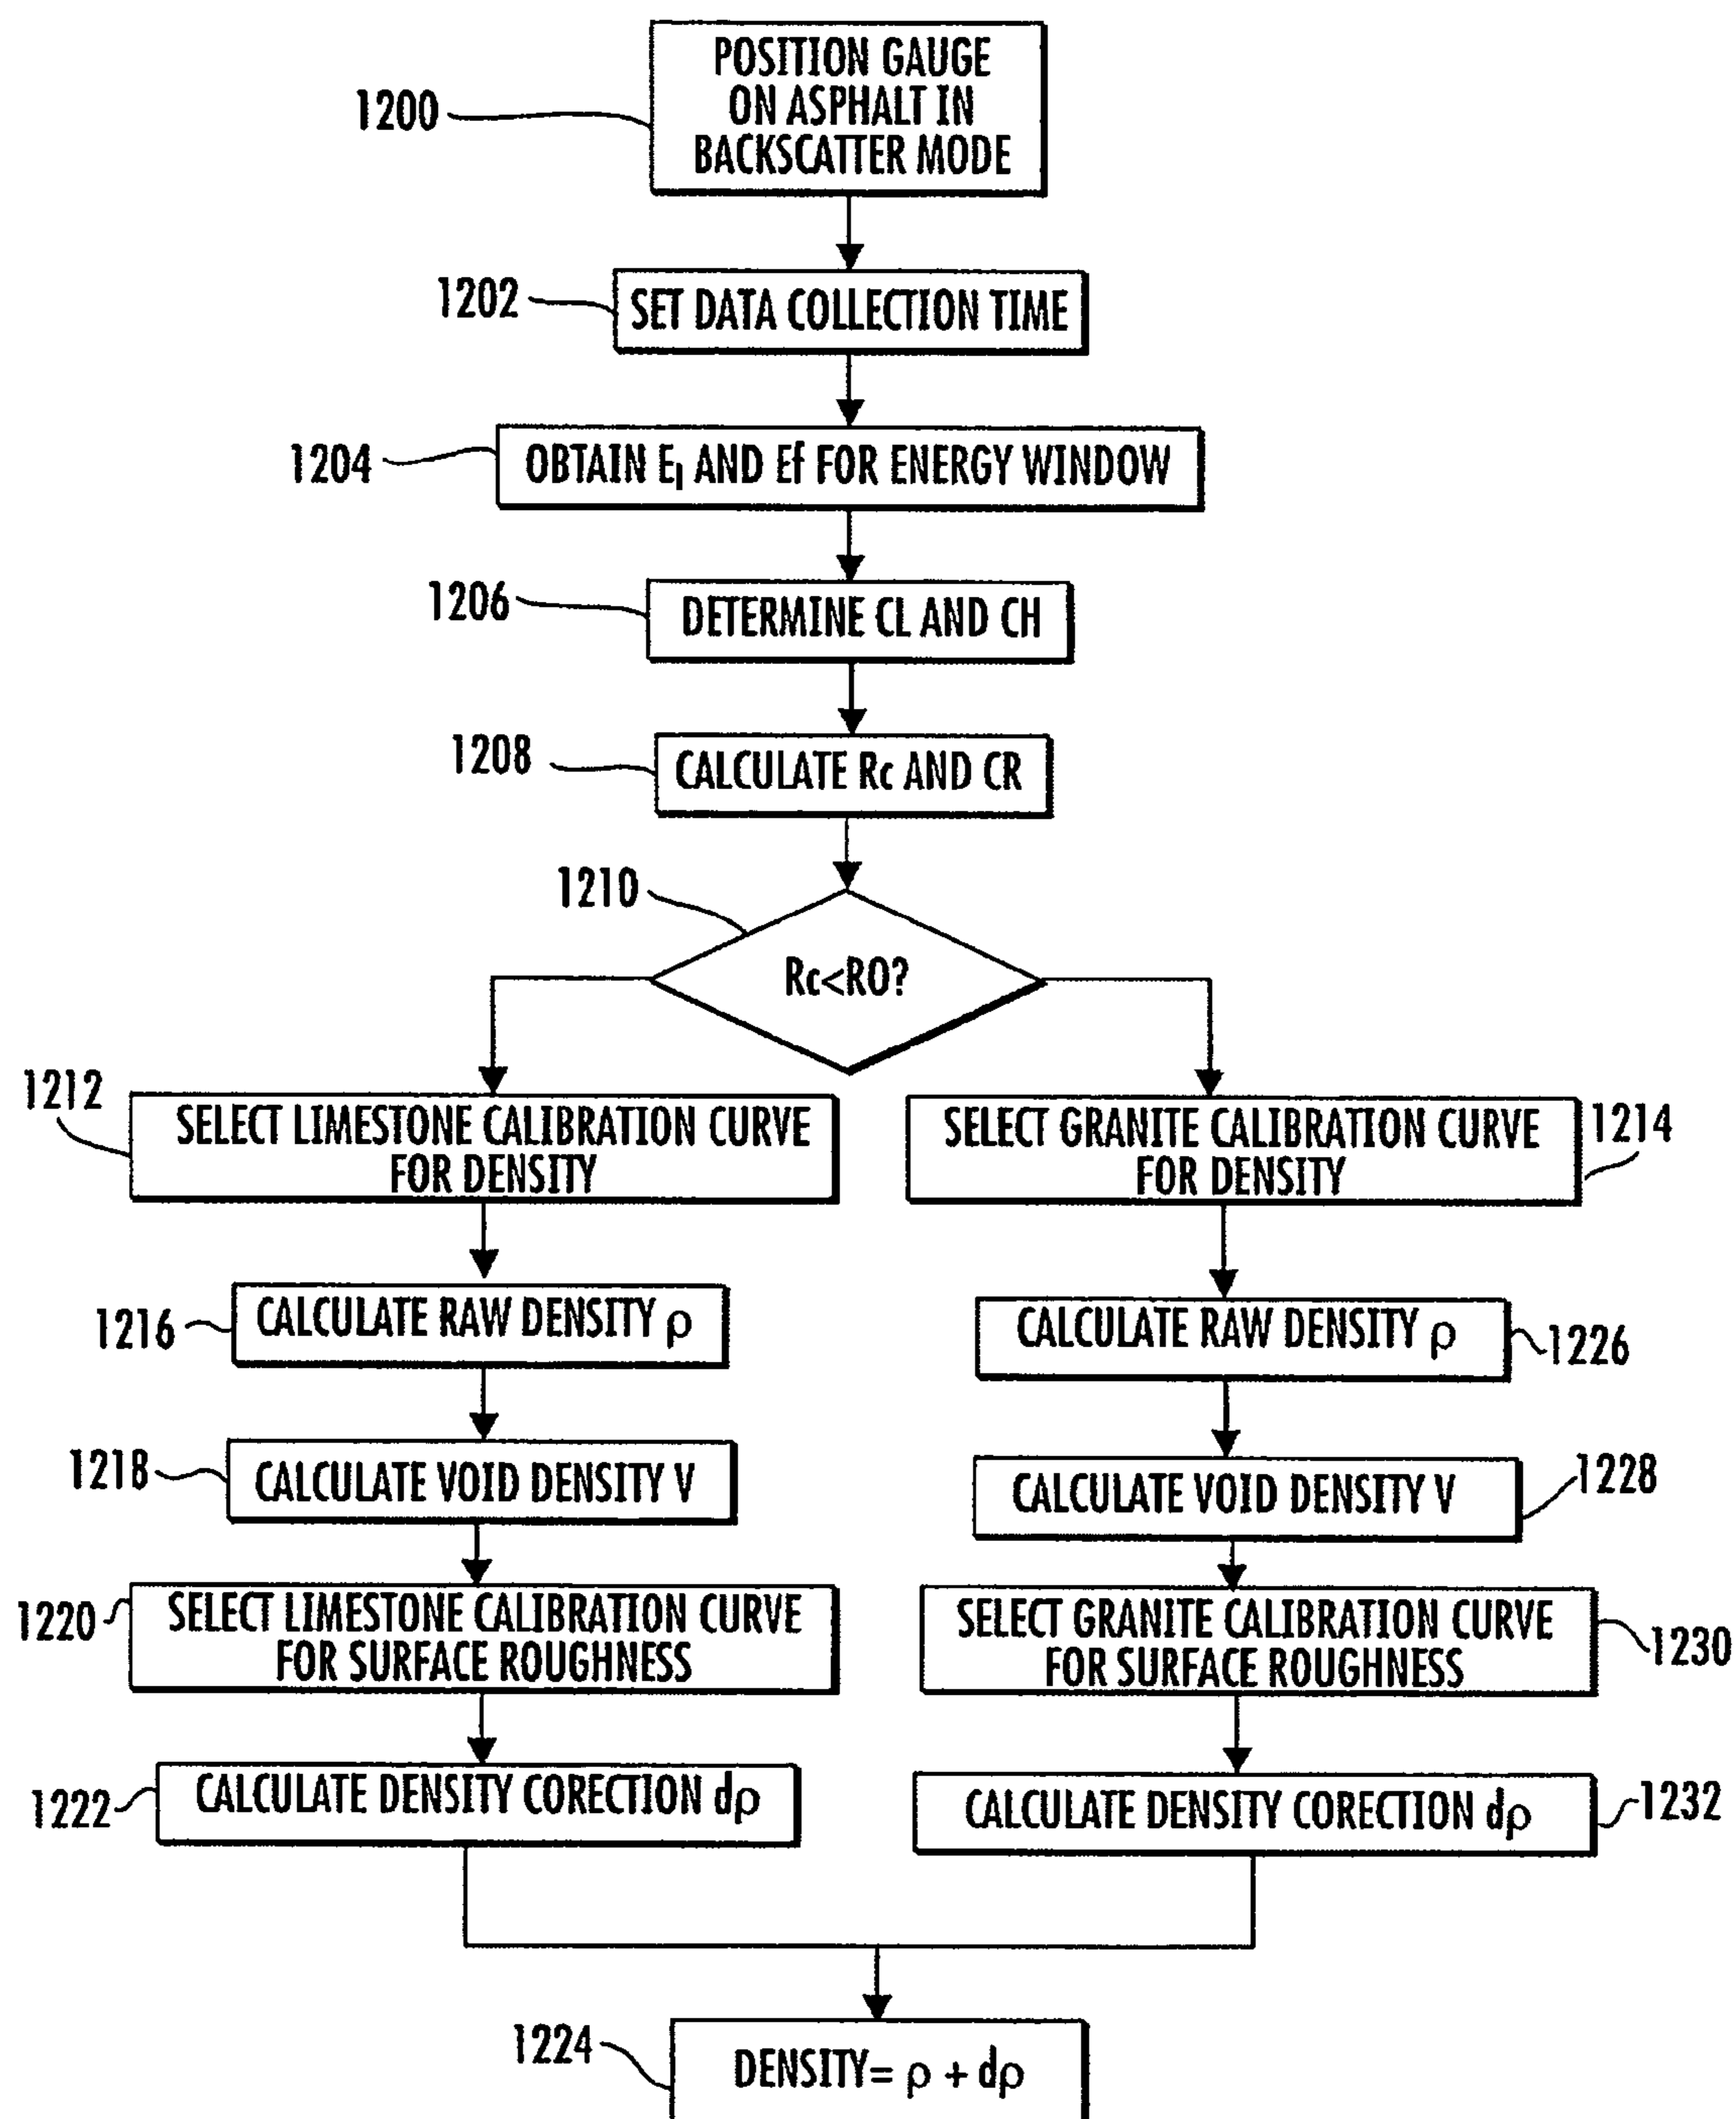 1200
POSITION GAUGE
ON ASPHALT IN
BACKSCATTER MODE
1202
SET DATA COLLECTION TIME
1204
OBTAIN E_I AND Ef FOR ENERGY WINDOW
1206
DETERMINE CL AND CH
1208
CALCULATE Rc AND CR
1210
Rc<RO?
1212
SELECT LIMESTONE CALIBRATION CURVE
FOR DENSITY
SELECT GRANITE CALIBRATION CURVE
FOR DENSITY
1214
1216
CALCULATE RAW DENSITY ρ
CALCULATE RAW DENSITY ρ
1226
1218
CALCULATE VOID DENSITY V
CALCULATE VOID DENSITY V
1228
1220
SELECT LIMESTONE CALIBRATION CURVE
FOR SURFACE ROUGHNESS
SELECT GRANITE CALIBRATION CURVE
FOR SURFACE ROUGHNESS
1230
1222
CALCULATE DENSITY CORECTION dρ
CALCULATE DENSITY CORECTION dρ
1232
1224
DENSITY= ρ + dρ